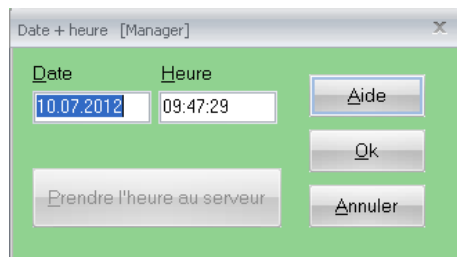 Date + heure [Manager]
Date Heure
10.07.2012 09:47:29
Aide
Ok
Prendre l'heure au serveur
Annuler